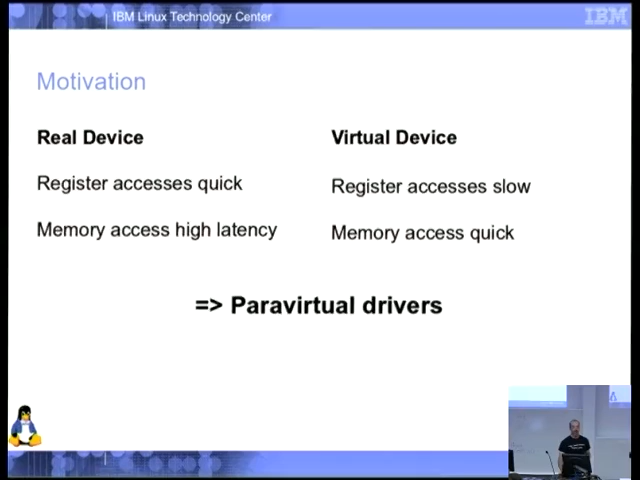 IBM Linux Technology Center
IBM
Motivation
Real Device
Virtual Device
Register accesses quick
Register accesses slow
Memory access high latency
Memory access quick
=> Paravirtual drivers